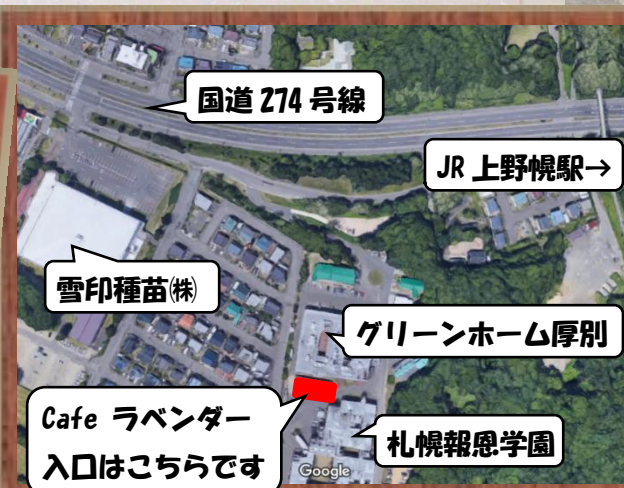 国道 274 号線
JR 上野幌駅→
雪印種苗㈱
グリーンホーム厚別
Cafe ラベンダー
入口はこちらです
札幌報恩学園
Google